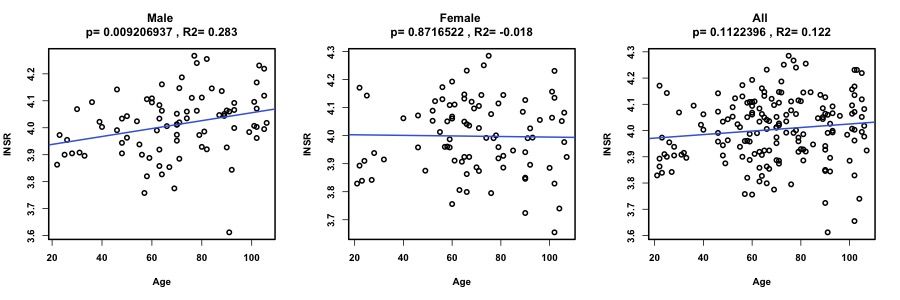 Male
p= 0.009206937 , R2= 0.283
INSR
4.2
4.1
4.0
3.9
3.8
3.7
3.6
20 40 60 80 100
Age
Female
p= 0.8716522 , R2= -0.018
INSR
4.3
4.2
4.1
4.0
3.9
3.8
3.7
20 40 60 80 100
Age
All
p= 0.1122396 , R2= 0.122
INSR
4.3
4.2
4.1
4.0
3.9
3.8
3.7
3.6
20 40 60 80 100
Age